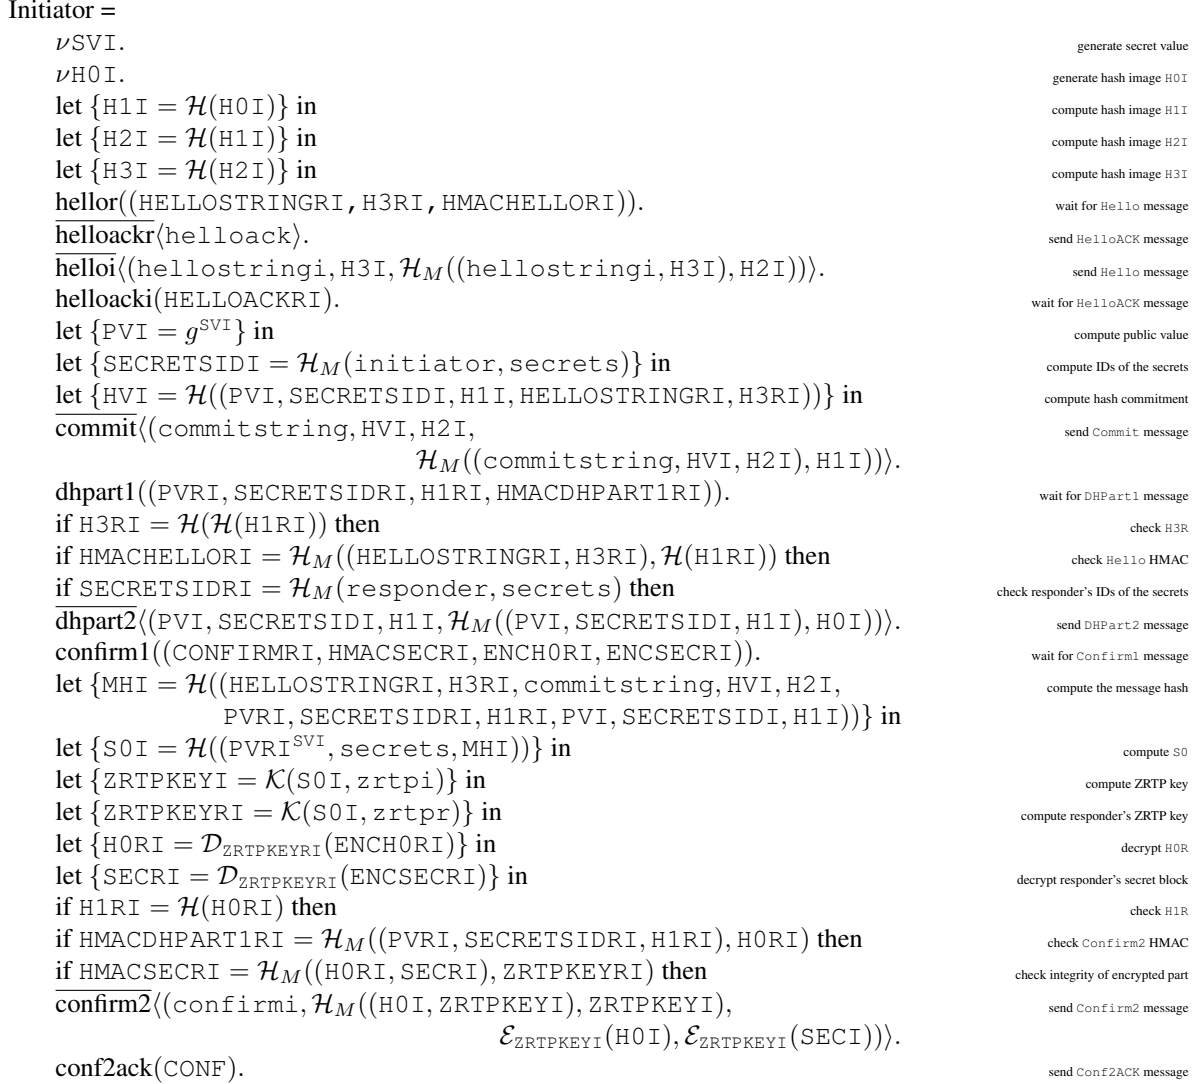 Initiator =
νSVI. generate secret value
νH0I. generate hash image H0I
let {H1I = ℋ(H0I)} in compute hash image H1I
let {H2I = ℋ(H1I)} in compute hash image H2I
let {H3I = ℋ(H2I)} in compute hash image H3I
hellor((HELLOSTRINGRI, H3RI, HMACHELLORI)). wait for Hello message
h̅e̅l̅l̅o̅a̅c̅k̅r̅⟨helloack⟩. send HelloACK message
h̅e̅l̅l̅o̅i̅⟨(hellostringi, H3I, ℋ_M((hellostringi, H3I), H2I))⟩. send Hello message
helloacki(HELLOACKRI). wait for HelloACK message
let {PVI = g^SVI} in compute public value
let {SECRETSIDI = ℋ_M(initiator, secrets)} in compute IDs of the secrets
let {HVI = ℋ((PVI, SECRETSIDI, H1I, HELLOSTRINGRI, H3RI))} in compute hash commitment
c̅o̅m̅m̅i̅t̅⟨(commitstring, HVI, H2I, send Commit message
ℋ_M((commitstring, HVI, H2I), H1I))⟩.
dhpart1((PVRI, SECRETSIDRI, H1RI, HMACDHPART1RI)). wait for DHPart1 message
if H3RI = ℋ(ℋ(H1RI)) then check H3R
if HMACHELLORI = ℋ_M((HELLOSTRINGRI, H3RI), ℋ(H1RI)) then check Hello HMAC
if SECRETSIDRI = ℋ_M(responder, secrets) then check responder's IDs of the secrets
d̅h̅p̅a̅r̅t̅2̅⟨(PVI, SECRETSIDI, H1I, ℋ_M((PVI, SECRETSIDI, H1I), H0I))⟩. send DHPart2 message
confirm1((CONFIRMRI, HMACSECRI, ENCH0RI, ENCSECRI)). wait for Confirm1 message
let {MHI = ℋ((HELLOSTRINGRI, H3RI, commitstring, HVI, H2I, compute the message hash
PVRI, SECRETSIDRI, H1RI, PVI, SECRETSIDI, H1I))} in
let {S0I = ℋ((PVRI^SVI, secrets, MHI))} in compute S0
let {ZRTPKEYI = 𝒦(S0I, zrtpi)} in compute ZRTP key
let {ZRTPKEYRI = 𝒦(S0I, zrtpr)} in compute responder's ZRTP key
let {H0RI = 𝒟_ZRTPKEYRI(ENCH0RI)} in decrypt H0R
let {SECRI = 𝒟_ZRTPKEYRI(ENCSECRI)} in decrypt responder's secret block
if H1RI = ℋ(H0RI) then check H1R
if HMACDHPART1RI = ℋ_M((PVRI, SECRETSIDRI, H1RI), H0RI) then check Confirm2 HMAC
if HMACSECRI = ℋ_M((H0RI, SECRI), ZRTPKEYRI) then check integrity of encrypted part
c̅o̅n̅f̅i̅r̅m̅2̅⟨(confirmi, ℋ_M((H0I, ZRTPKEYI), ZRTPKEYI), send Confirm2 message
ℰ_ZRTPKEYI(H0I), ℰ_ZRTPKEYI(SECI))⟩.
conf2ack(CONF). send Conf2ACK message